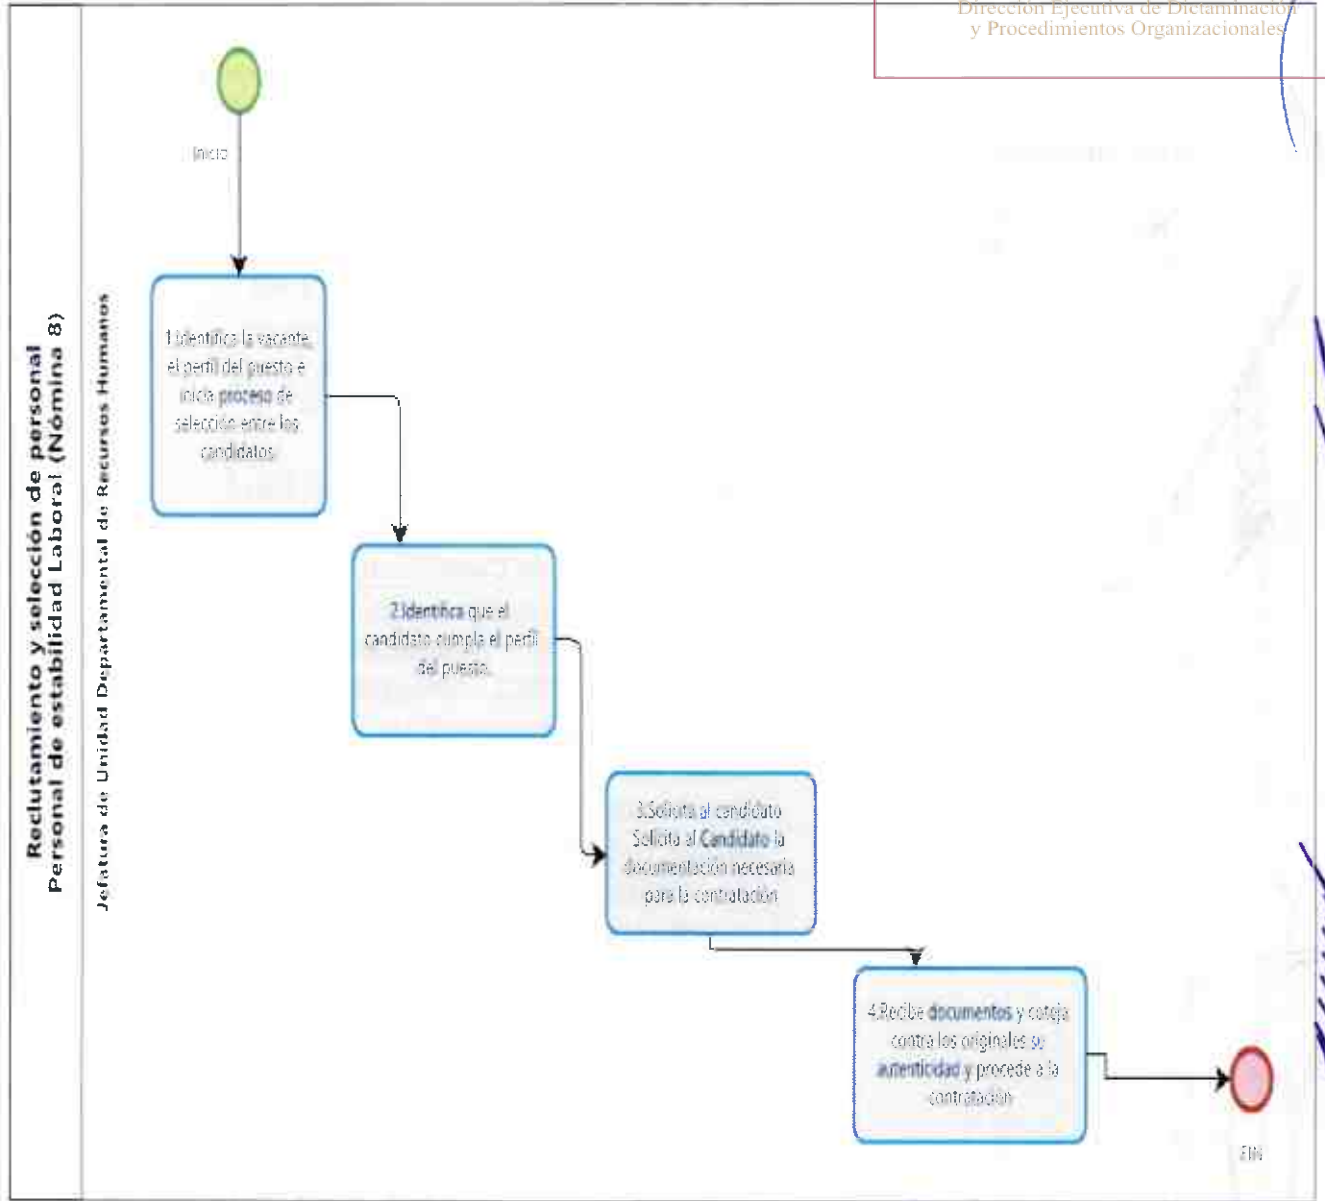 Dirección Ejecutiva de Dictaminación
y Procedimientos Organizacionales
Reclutamiento y selección de personal
Personal de estabilidad Laboral (Nómina 8)
Jefatura de Unidad Departamental de Recursos Humanos
Inicio
1.Identifica la vacante,
el perfil del puesto e
inicia proceso de
selección entre los
candidatos
2.Identifica que el
candidato cumpla el perfil
del puesto.
3.Solicita al candidato
Solicita al Candidato la
documentación necesaria
para la contratación
4.Recibe documentos y coteja
contra los originales su
autenticidad y procede a la
contratación
FIN